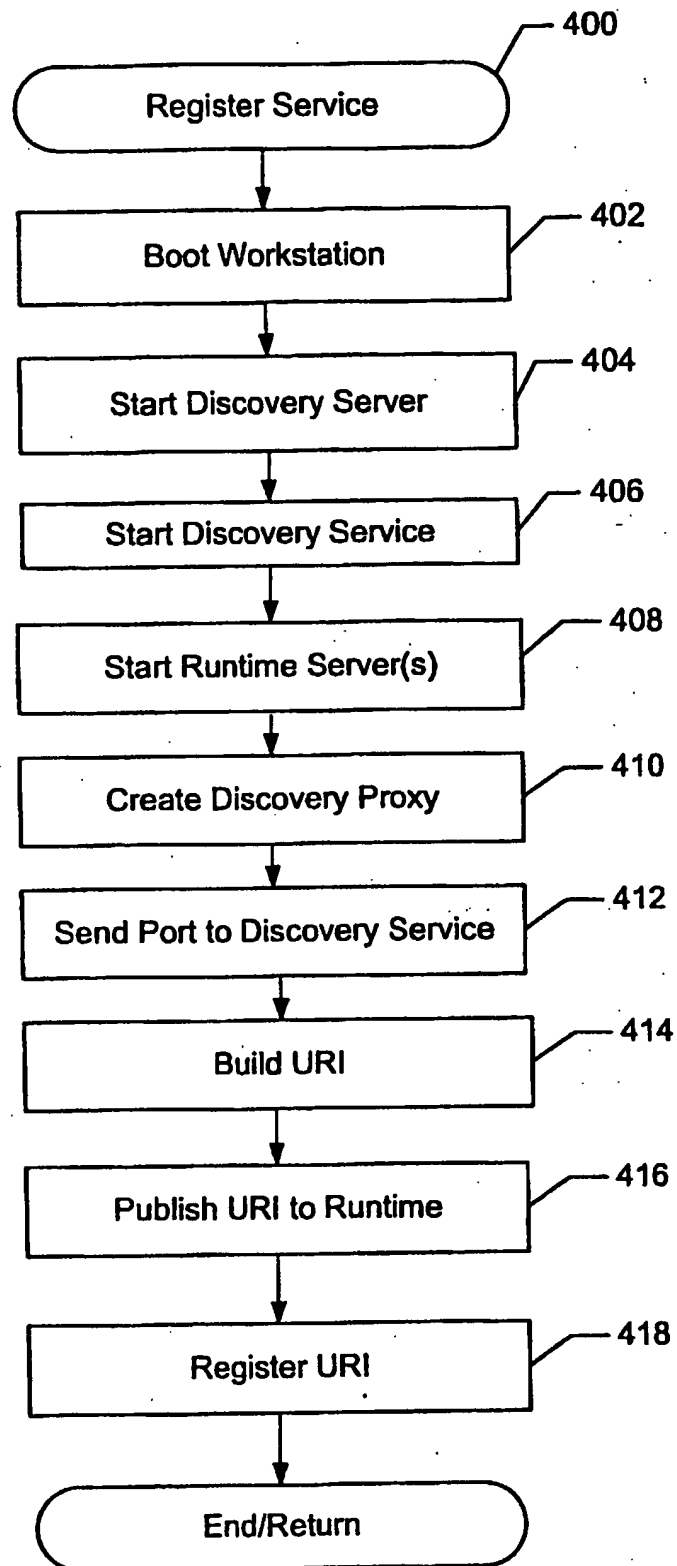 400
Register Service
402
Boot Workstation
404
Start Discovery Server
406
Start Discovery Service
408
Start Runtime Server(s)
410
Create Discovery Proxy
412
Send Port to Discovery Service
414
Build URI
416
Publish URI to Runtime
418
Register URI
End/Return